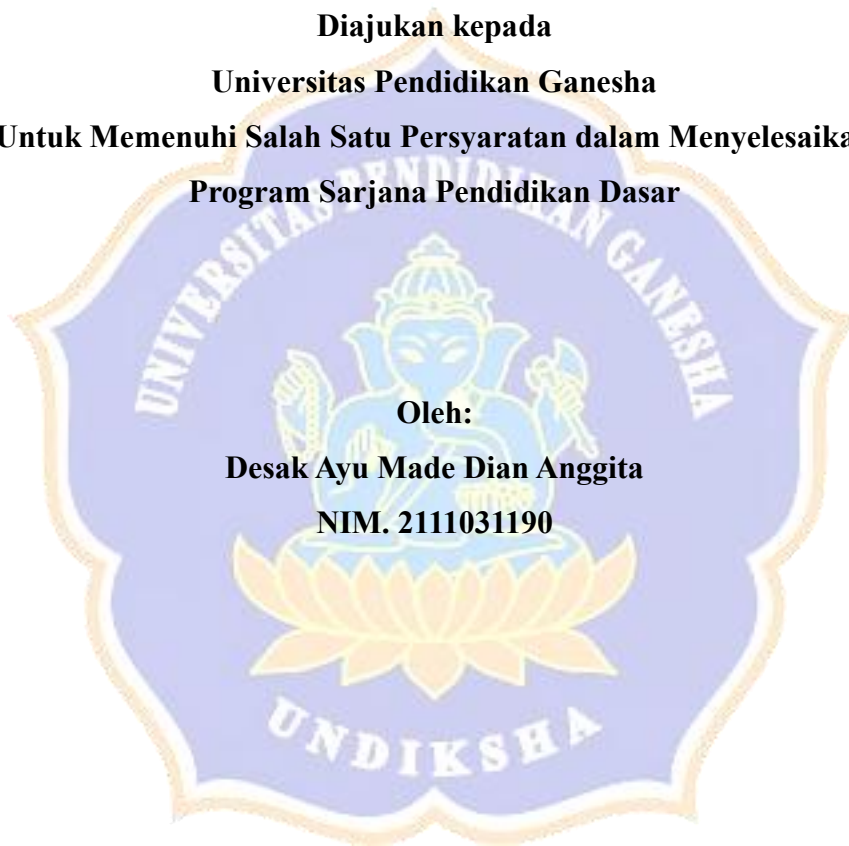 Diajukan kepada
Universitas Pendidikan Ganesha
Untuk Memenuhi Salah Satu Persyaratan dalam Menyelesaika
Program Sarjana Pendidikan Dasar
UNIVERSITAS PENDIDIKAN GANESHA
Oleh:
Desak Ayu Made Dian Anggita
NIM. 2111031190
UNDIKSHA